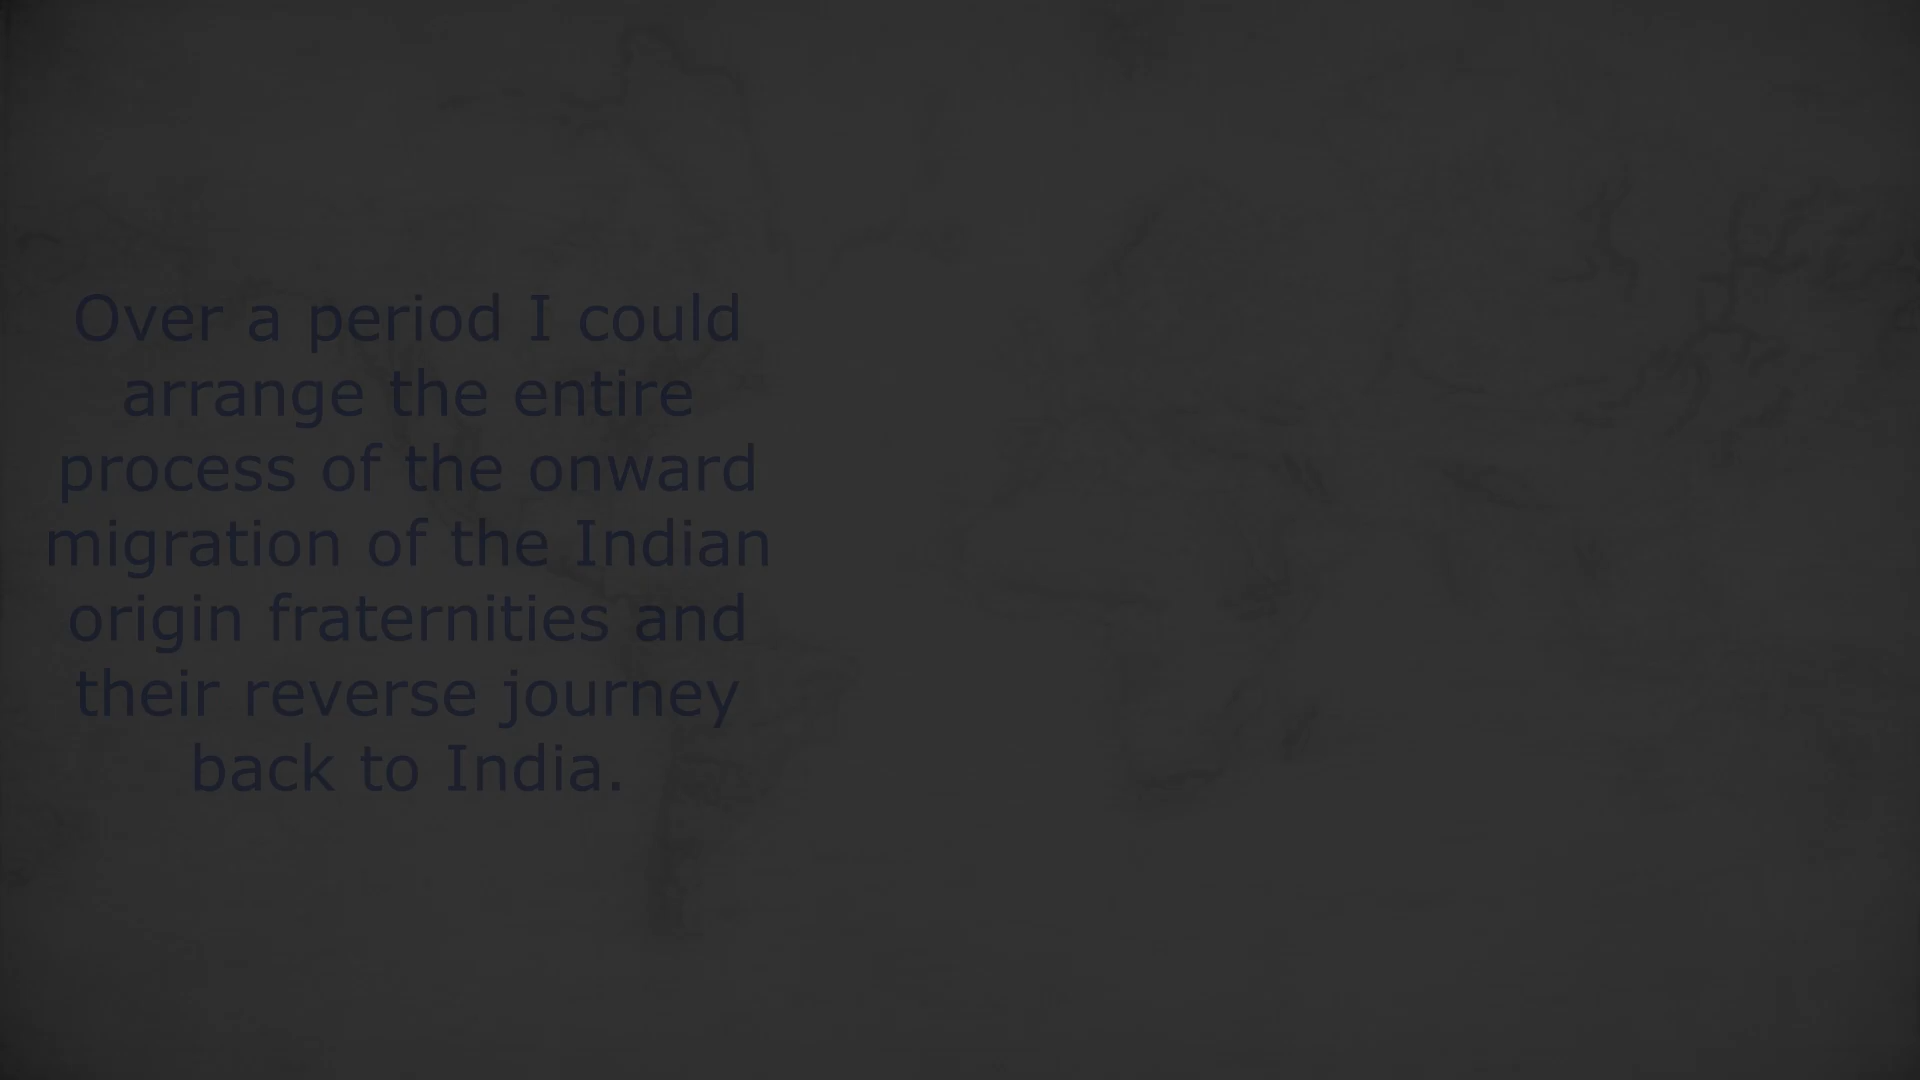 Over a period I could
arrange the entire
process of the onward
migration of the Indian
origin fraternities and
their reverse journey
back to India.